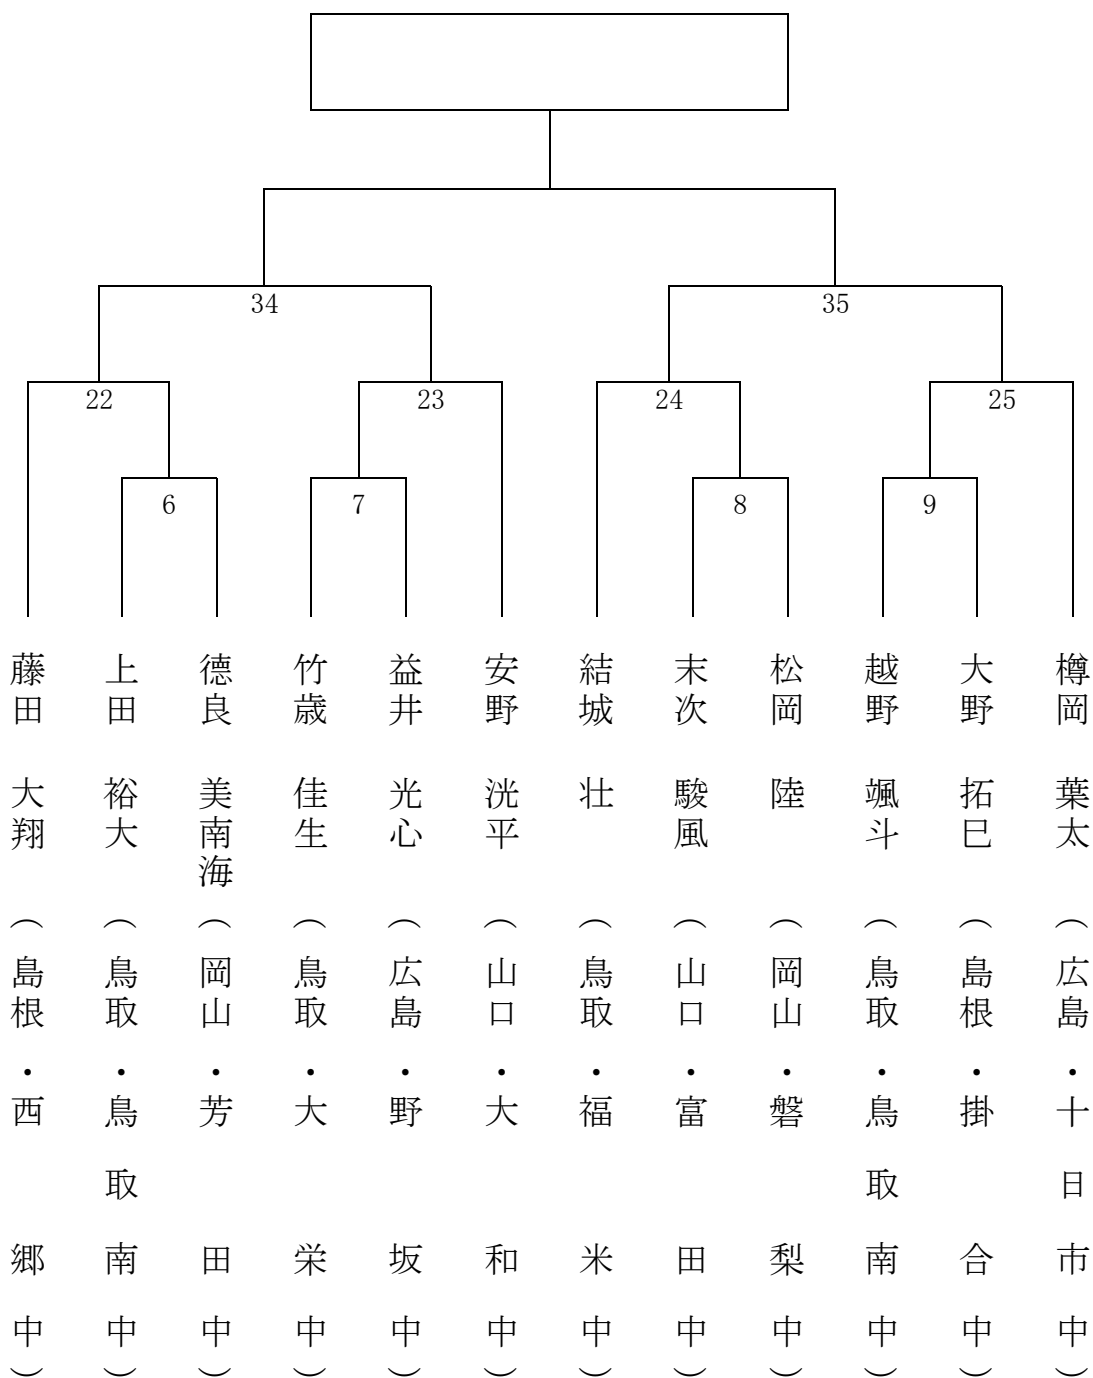 34
35
22
23
24
25
6
7
8
9
藤田 大翔 （島根・西郷中）
上田 裕大 （鳥取・鳥取南中）
德良 美南海 （岡山・芳田中）
竹歳 佳生 （鳥取・大栄中）
益井 光心 （広島・野坂中）
安野 洸平 （山口・大和中）
結城 壮 （鳥取・福米中）
末次 駿風 （山口・富田中）
松岡 陸 （岡山・磐梨中）
越野 颯斗 （鳥取・鳥取南中）
大野 拓巳 （島根・掛合中）
樽岡 葉太 （広島・十日市中）